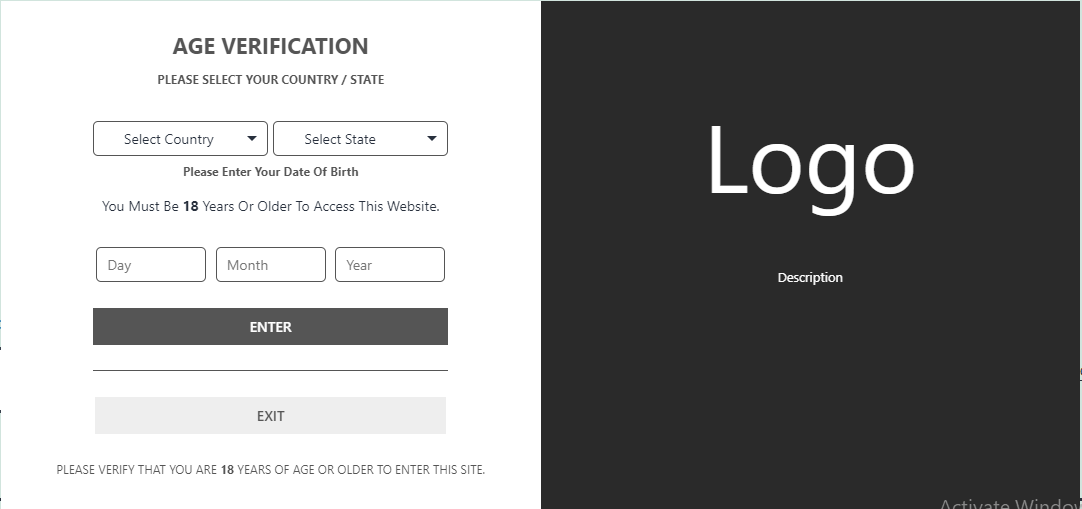 AGE VERIFICATION
PLEASE SELECT YOUR COUNTRY / STATE
Select Country
Select State
Please Enter Your Date Of Birth
You Must Be 18 Years Or Older To Access This Website.
Day
Month
Year
ENTER
EXIT
PLEASE VERIFY THAT YOU ARE 18 YEARS OF AGE OR OLDER TO ENTER THIS SITE.
Logo
Description
Activate